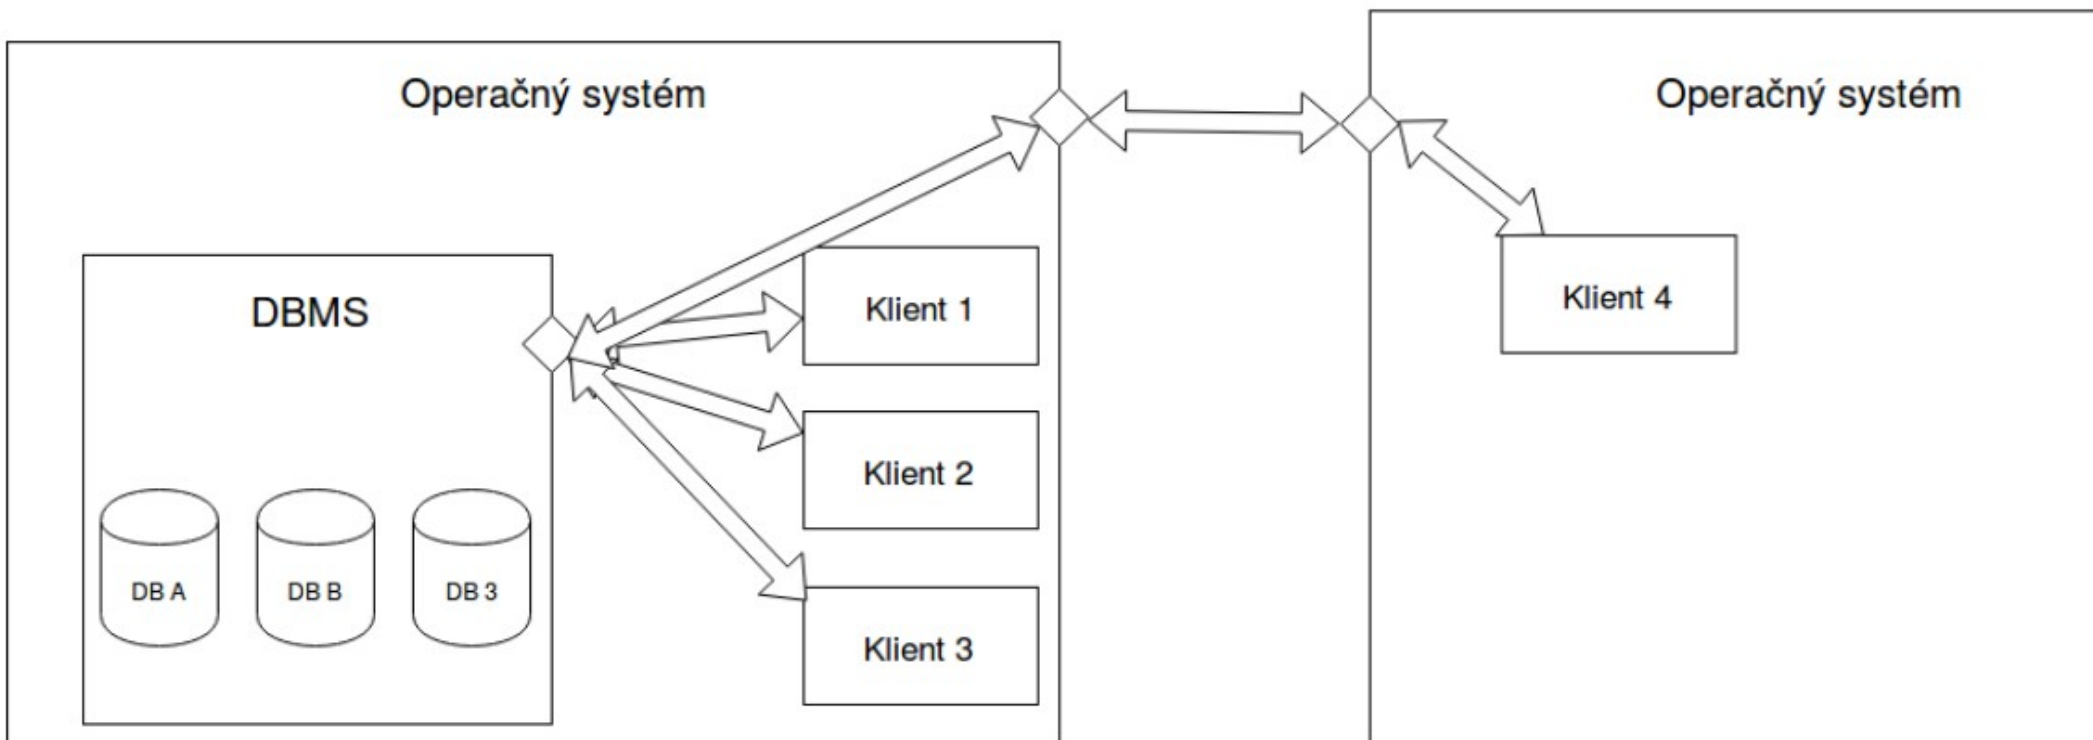 Operačný systém
Operačný systém
DBMS
Klient 1
Klient 4
Klient 2
DB A
DB B
DB 3
Klient 3